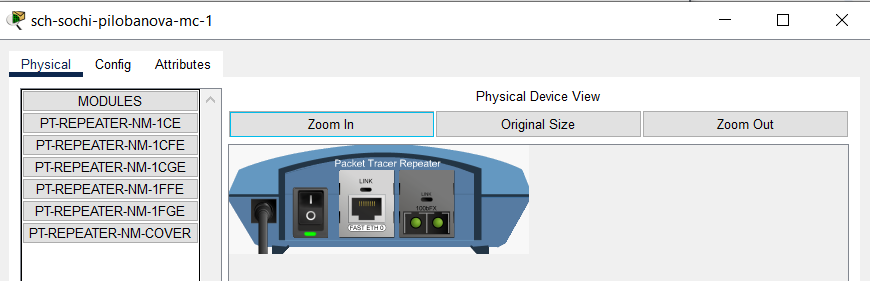 sch-sochi-pilobanova-mc-1
Physical Config Attributes
MODULES
PT-REPEATER-NM-1CE
PT-REPEATER-NM-1CFE
PT-REPEATER-NM-1CGE
PT-REPEATER-NM-1FFE
PT-REPEATER-NM-1FGE
PT-REPEATER-NM-COVER
Physical Device View
Zoom In Original Size Zoom Out
Packet Tracer Repeater
LINK
FAST ETH 0
LINK
100bFX